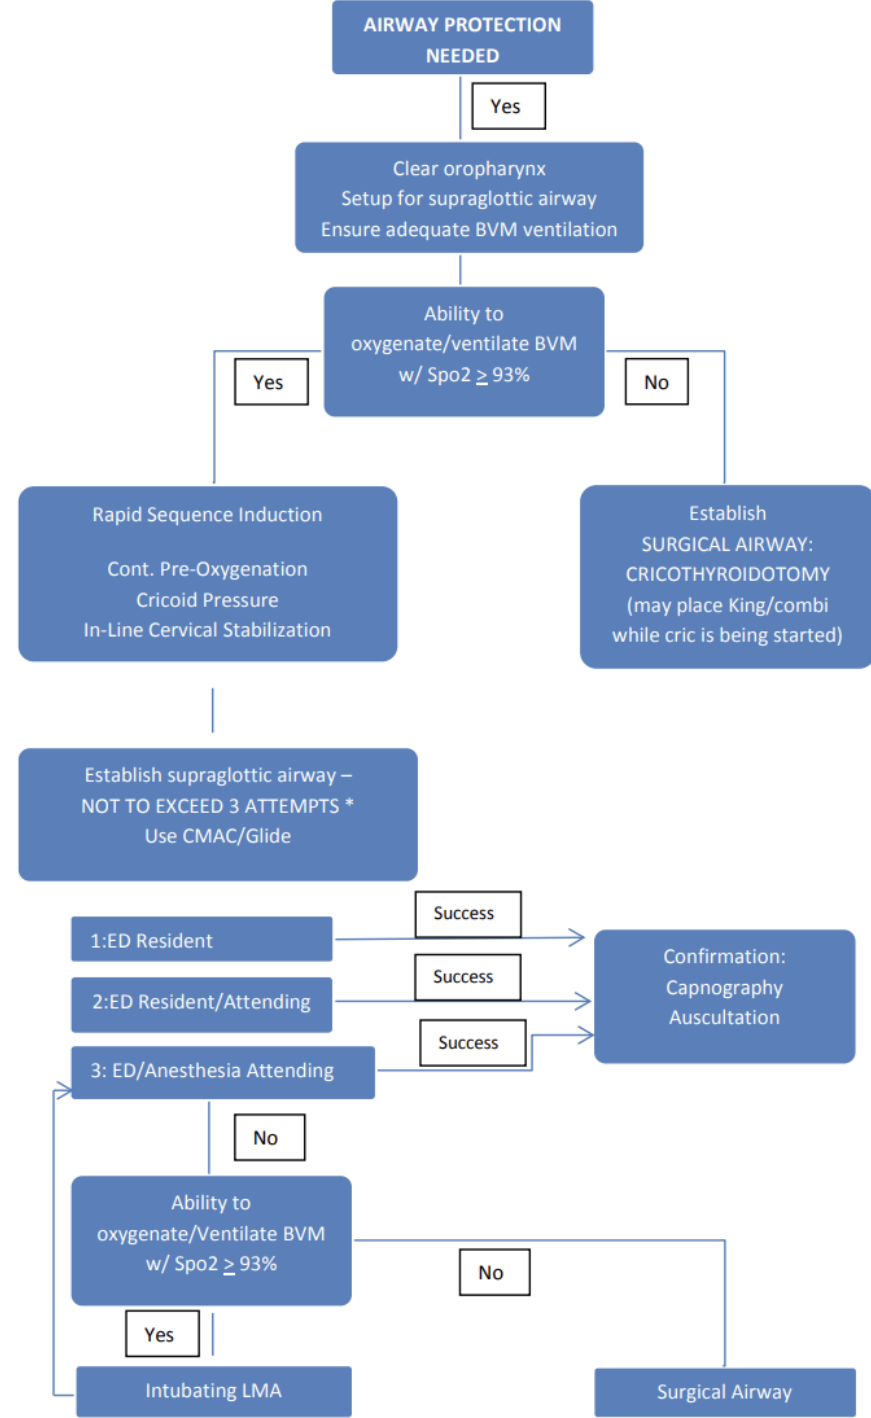 AIRWAY PROTECTION
NEEDED
Yes
Clear oropharynx
Setup for supraglottic airway
Ensure adequate BVM ventilation
Ability to
oxygenate/ventilate BVM
w/ Spo2 ≥ 93%
Yes
No
Rapid Sequence Induction
Cont. Pre-Oxygenation
Cricoid Pressure
In-Line Cervical Stabilization
Establish
SURGICAL AIRWAY:
CRICOTHYROIDOTOMY
(may place King/combi
while cric is being started)
Establish supraglottic airway –
NOT TO EXCEED 3 ATTEMPTS *
Use CMAC/Glide
Success
1:ED Resident
Success
2:ED Resident/Attending
Success
3: ED/Anesthesia Attending
Confirmation:
Capnography
Auscultation
No
Ability to
oxygenate/Ventilate BVM
w/ Spo2 ≥ 93%
No
Yes
Intubating LMA
Surgical Airway